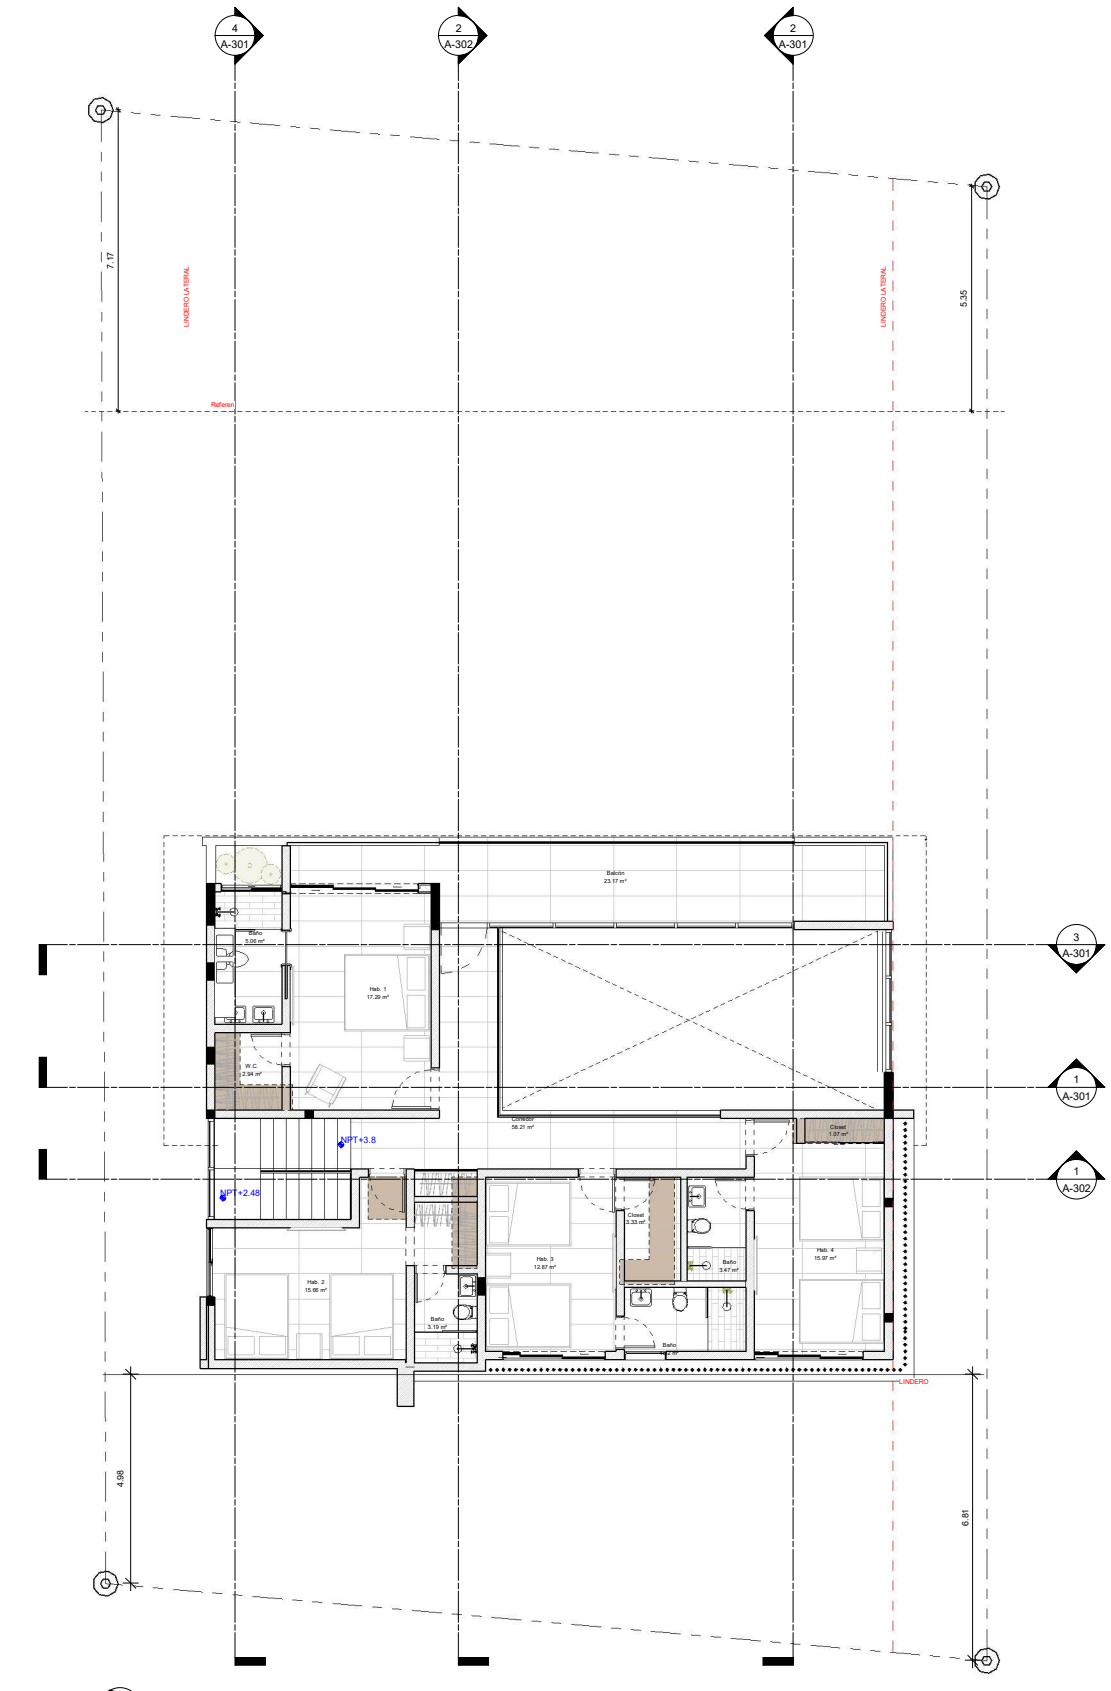 4
A-301
2
A-302
2
A-301
7.17
LINDERO LATERAL
LINDERO LATERAL
5.35
Referen
Balcón
23.17 m²
Baño
5.06 m²
Hab. 1
17.29 m²
3
A-301
W.C.
2.94 m²
1
A-301
Corredor
58.21 m²
Closet
1.07 m²
NPT+3.8
NPT+2.48
1
A-302
Closet
3.33 m²
Hab. 3
12.87 m²
Hab. 4
15.97 m²
Baño
3.47 m²
Hab. 2
15.66 m²
Baño
3.19 m²
Baño
LINDERO
4.98
6.81